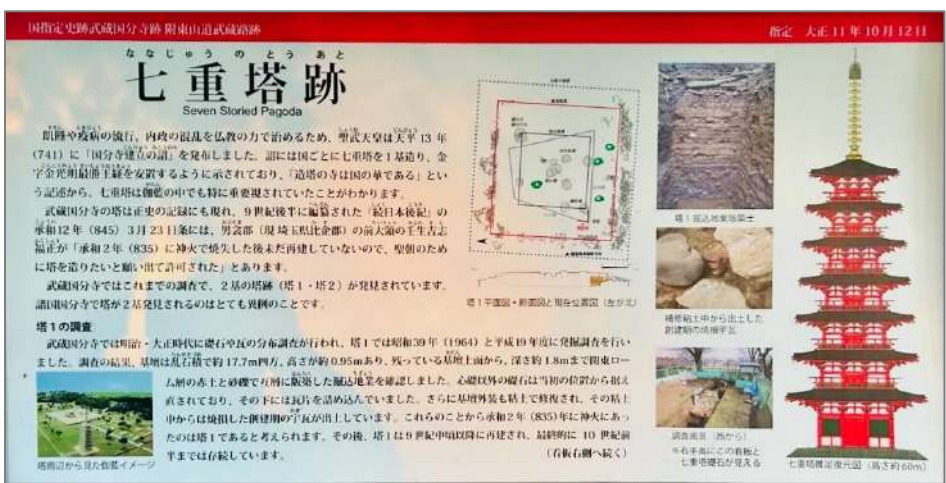 国指定史跡武蔵国分寺跡 附東山道武蔵路跡
指定 大正11年10月12日
ななじゅうのとうあと
七重塔跡
Seven Storied Pagoda
飢饉や疫病の流行、内政の混乱を仏教の力で治めるため、聖武天皇は天平13年
(741)に「国分寺建立の詔」を発布しました。詔には国ごとに七重塔を1基造り、金
字金光明最勝王経を安置するように示されており、「造塔の寺は国の華である」とい
う記述から、七重塔は伽藍の中でも特に重要視されていたことがわかります。
武蔵国分寺の塔は正史の記録にも現れ、9世紀後半に編纂された『続日本後紀』の
承和12年(845)3月23日条には、男衾郡(現埼玉県比企郡)の前大領の壬生吉志
福正が「承和2年(835)に神火で焼失した後未だ再建していないので、聖朝のため
に塔を造りたいと願い出て許可された」とあります。
武蔵国分寺ではこれまでの調査で、2基の塔跡(塔1・塔2)が発見されています。
諸国国分寺で塔が2基発見されるのはとても異例のことです。
塔1の調査
武蔵国分寺では明治・大正時代に礎石や瓦の分布調査が行われ、塔1では昭和39年(1964)と平成19年度に発掘調査を行い
ました。調査の結果、基壇は乱石積で約17.7m四方、高さが約0.95mあり、残っている基壇上面から、深さ約1.8mまで関東ロー
ム層の赤土と砂礫で互層に版築した掘込地業を確認しました。心礎以外の礎石は当初の位置から据え
直されており、その下には瓦片を詰め込んでいました。さらに基壇外装も粘土で修復され、その粘土
中からは焼損した創建期の宇瓦が出土しています。これらのことから承和2年(835)年に神火にあっ
たのは塔1であると考えられます。その後、塔1は9世紀中頃以降に再建され、最終的に10世紀前
半までは存続しています。
(看板右側へ続く)
塔周辺から見た伽藍イメージ
塔1平面図・断面図と現在位置図(左が北)
塔1掘込地業版築土
補修粘土中から出土した
創建期の焼損宇瓦
調査風景(西から)
※右手奥にこの看板と
七重塔礎石が見える
七重塔推定復元図(高さ約60m)